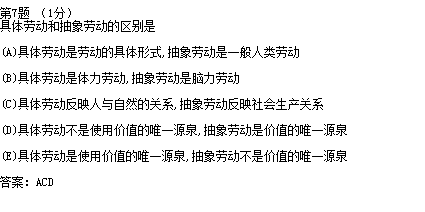 第7题 （1分）
具体劳动和抽象劳动的区别是
(A)具体劳动是劳动的具体形式,抽象劳动是一般人类劳动
(B)具体劳动是体力劳动,抽象劳动是脑力劳动
(C)具体劳动反映人与自然的关系,抽象劳动反映社会生产关系
(D)具体劳动不是使用价值的唯一源泉,抽象劳动是价值的唯一源泉
(E)具体劳动是使用价值的唯一源泉,抽象劳动不是价值的唯一源泉
答案: ACD